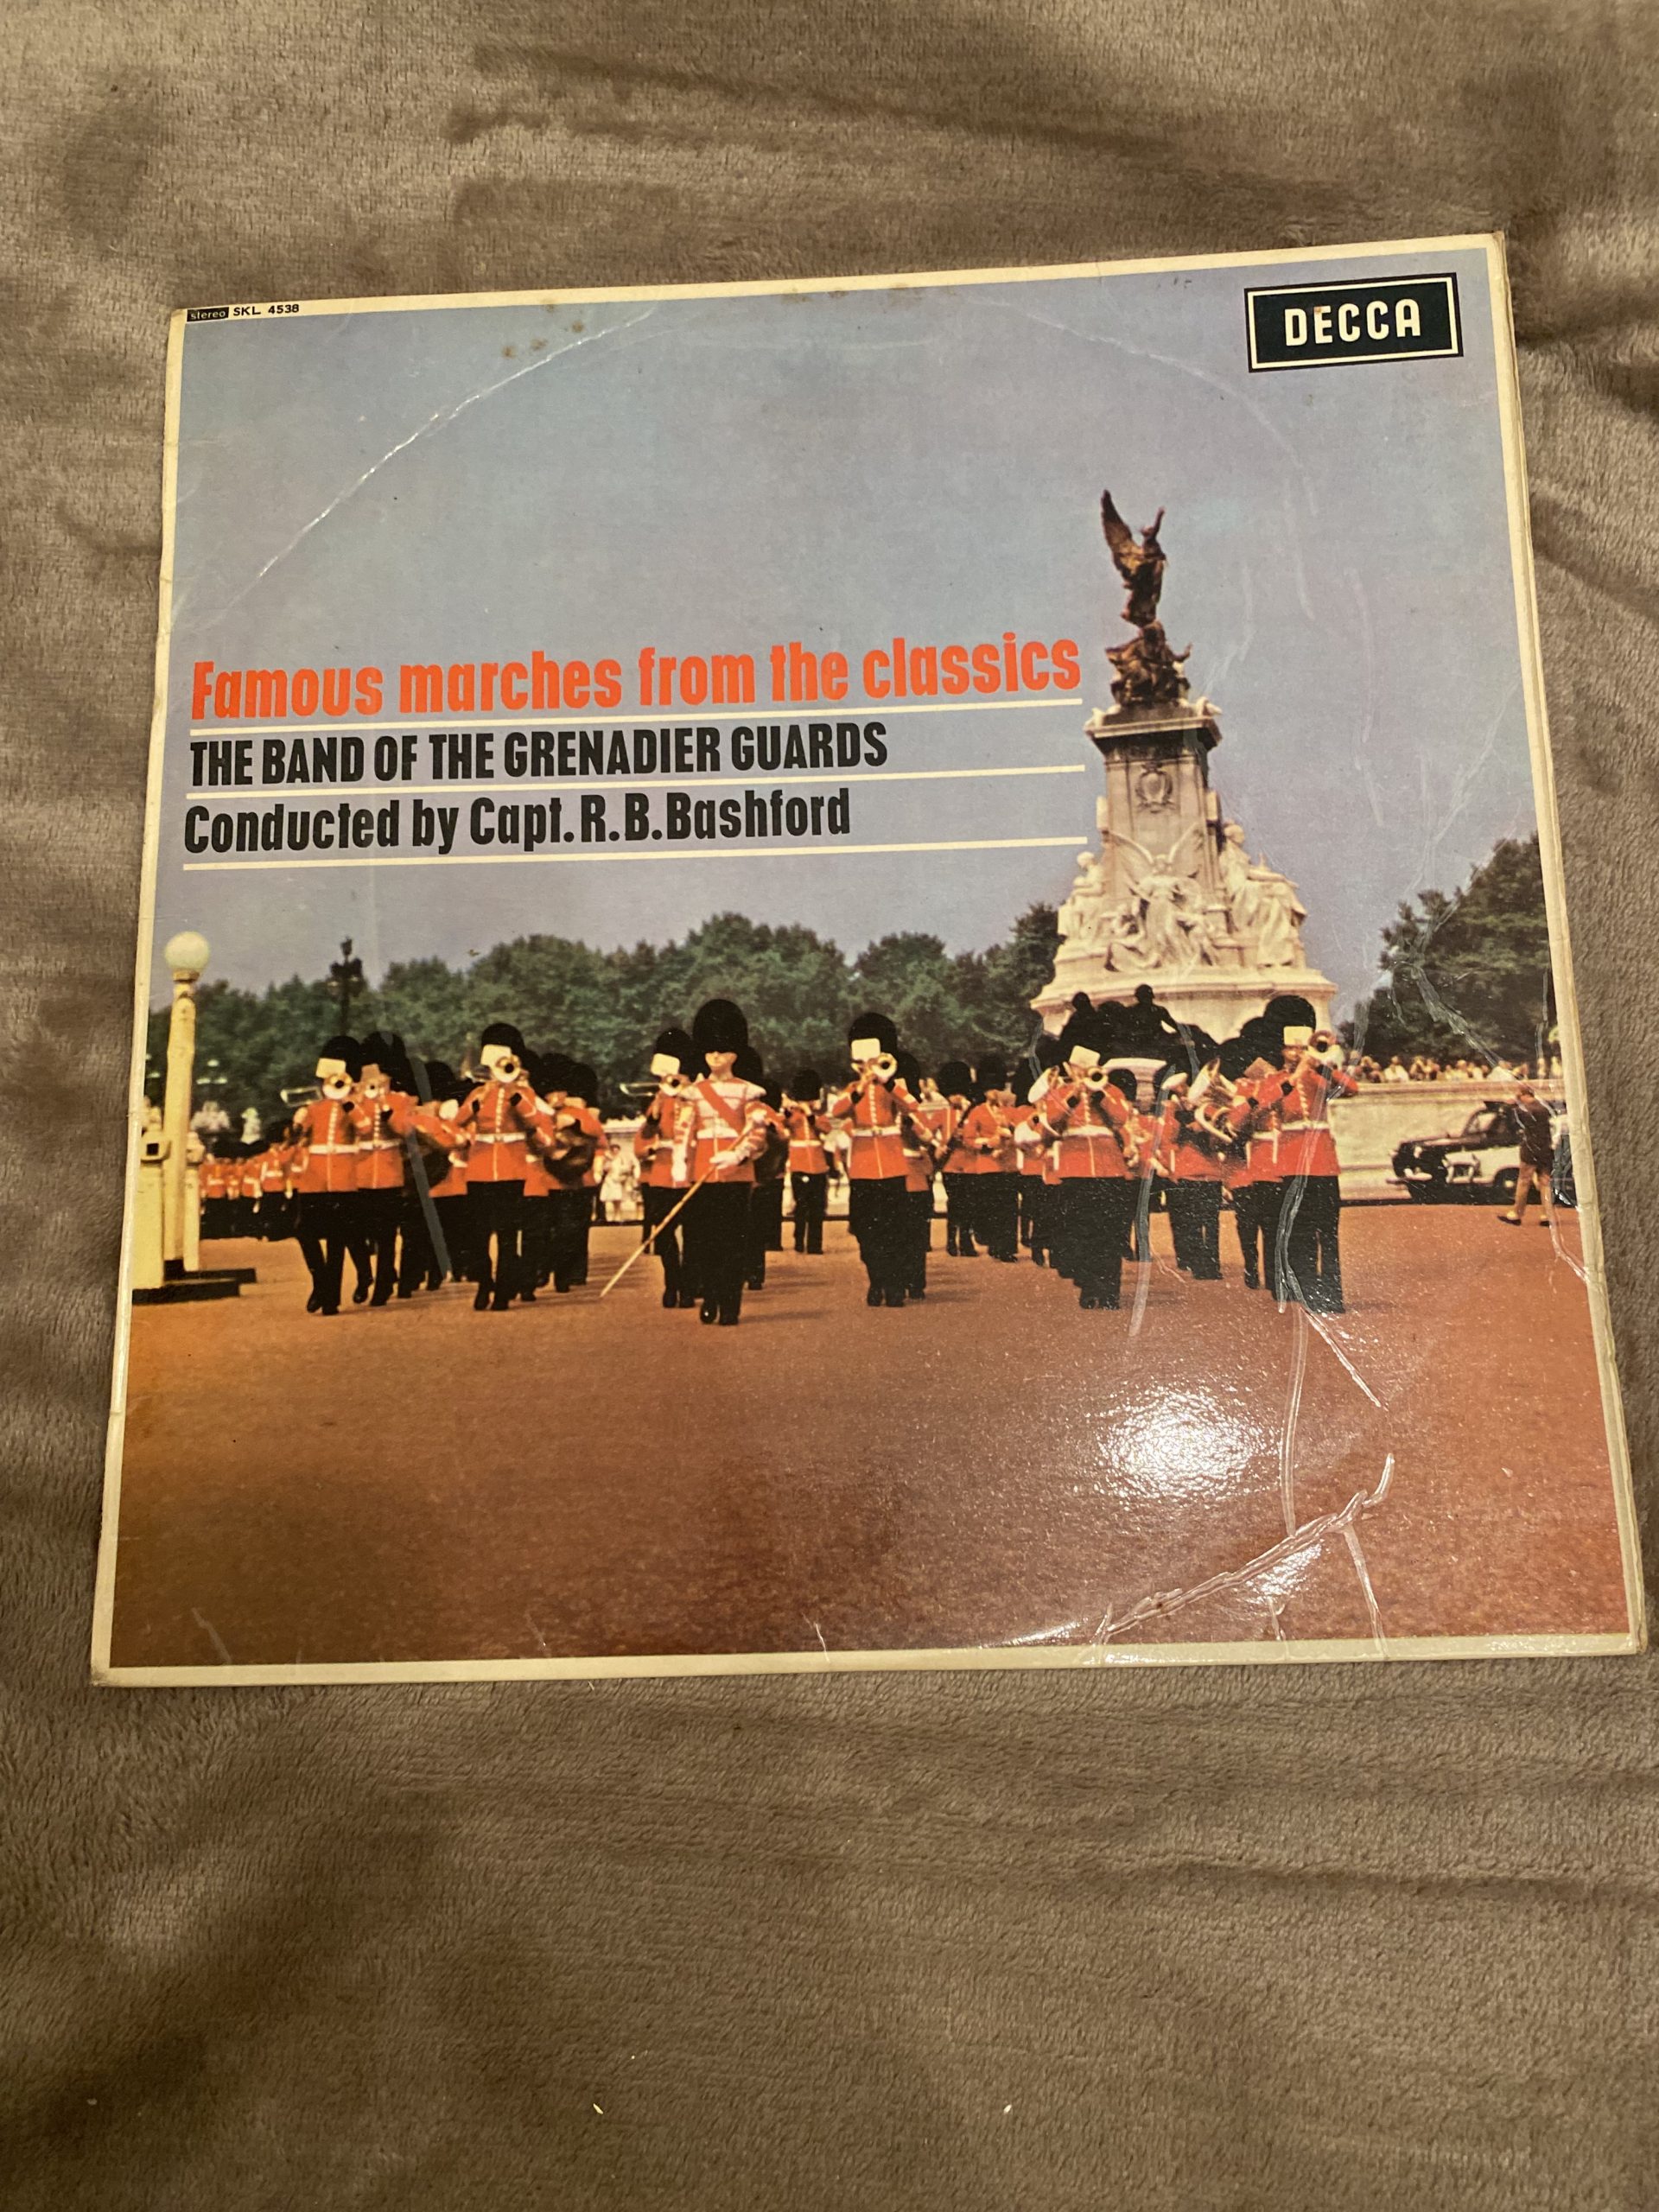 stereo SKL 4538
DECCA
Famous marches from the classics
THE BAND OF THE GRENADIER GUARDS
Conducted by Capt. R. B. Bashford